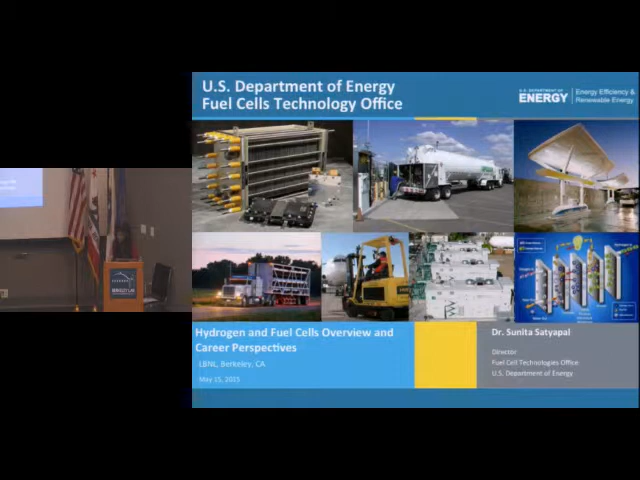 U.S. Department of Energy
Fuel Cells Technology Office
U.S. DEPARTMENT OF
ENERGY
Energy Efficiency &
Renewable Energy
Hydrogen and Fuel Cells Overview and
Career Perspectives
LBNL, Berkeley, CA
May 15, 2015
Dr. Sunita Satyapal
Director
Fuel Cell Technologies Office
U.S. Department of Energy